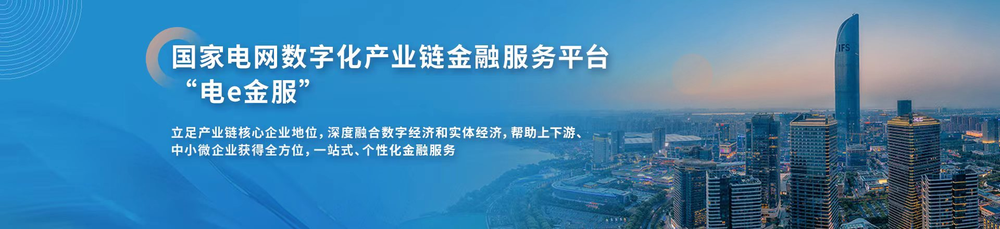 国家电网数字化产业链金融服务平台
“电e金服”
立足产业链核心企业地位，深度融合数字经济和实体经济，帮助上下游、
中小微企业获得全方位，一站式、个性化金融服务
IFS